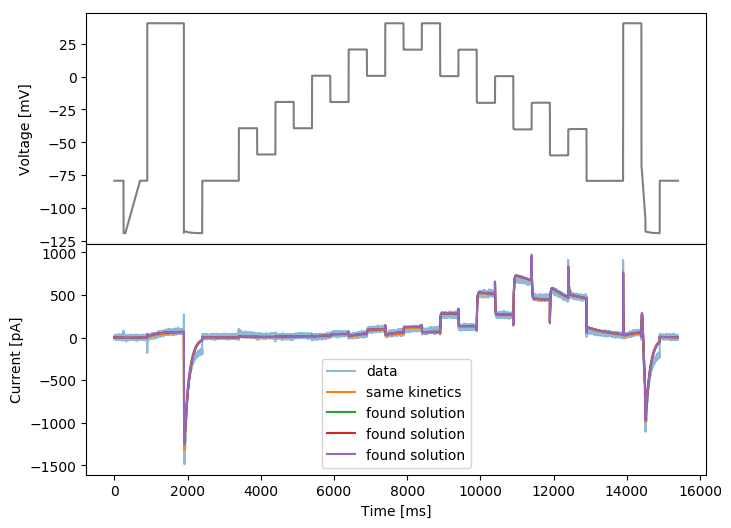 Voltage [mV]
25
0
−25
−50
−75
−100
−125
Current [pA]
1000
500
0
−500
−1000
−1500
data
same kinetics
found solution
found solution
found solution
0
2000
4000
6000
8000
10000
12000
14000
16000
Time [ms]